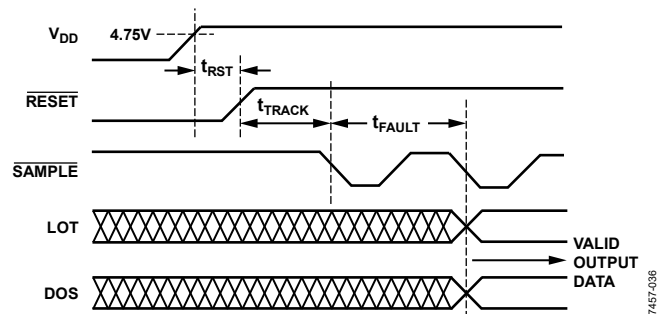 VDD
4.75V
tRST
RESET
tTRACK
tFAULT
SAMPLE
LOT
VALID
OUTPUT
DATA
DOS
7457-036